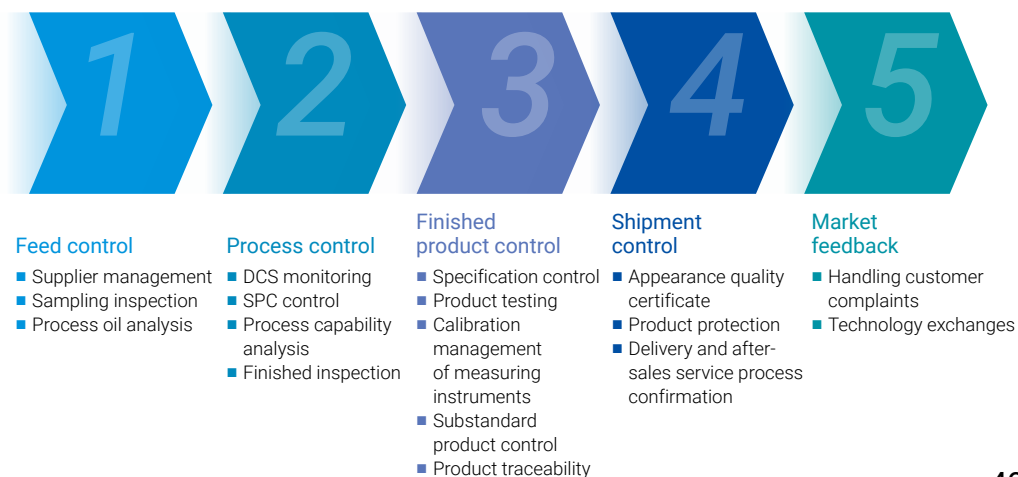 1
2
3
4
5
Feed control
■ Supplier management
■ Sampling inspection
■ Process oil analysis
Process control
■ DCS monitoring
■ SPC control
■ Process capability
analysis
■ Finished inspection
Finished
product control
■ Specification control
■ Product testing
■ Calibration
management
of measuring
instruments
■ Substandard
product control
■ Product traceability
Shipment
control
■ Appearance quality
certificate
■ Product protection
■ Delivery and after-
sales service process
confirmation
Market
feedback
■ Handling customer
complaints
■ Technology exchanges